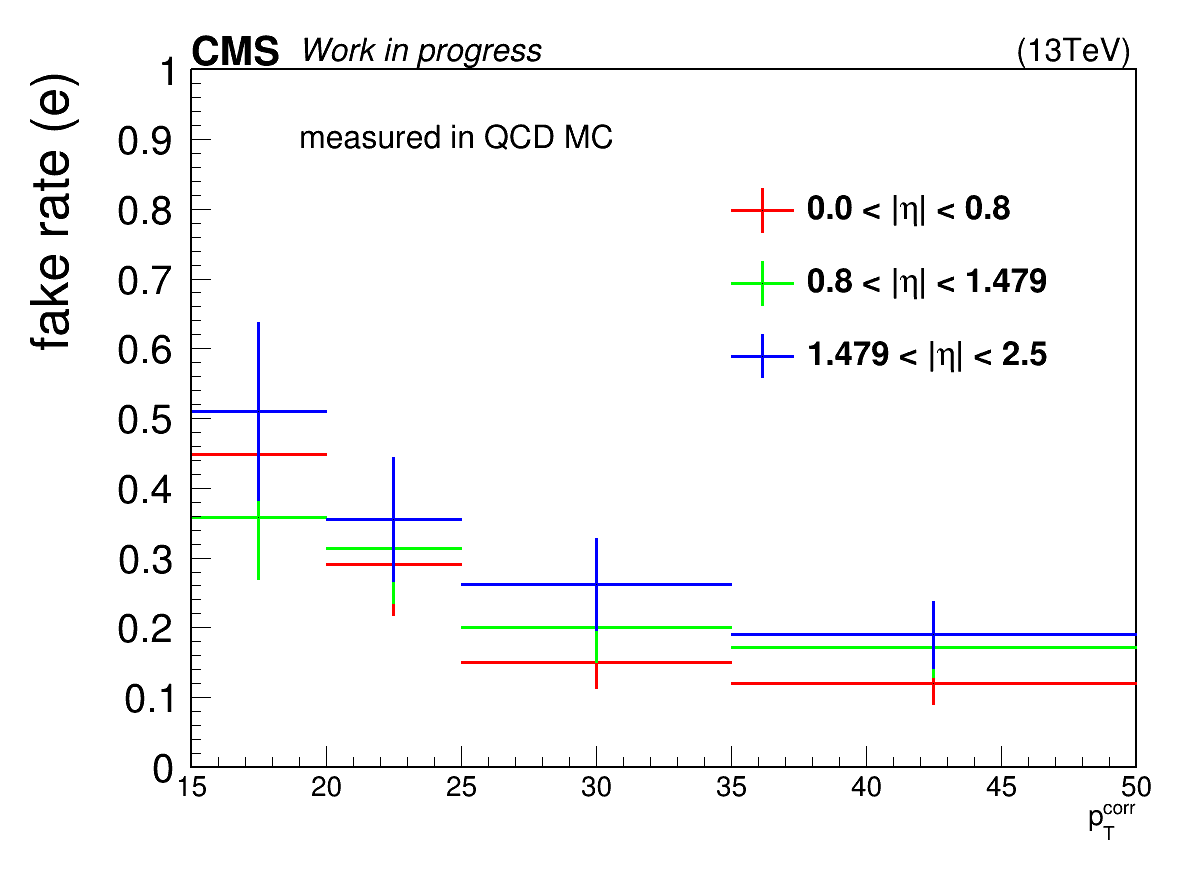 CMS Work in progress (13TeV)
fake rate (e)
measured in QCD MC
0.0 < |η| < 0.8
0.8 < |η| < 1.479
1.479 < |η| < 2.5
1
0.9
0.8
0.7
0.6
0.5
0.4
0.3
0.2
0.1
0
15 20 25 30 35 40 45 50
p_T^corr